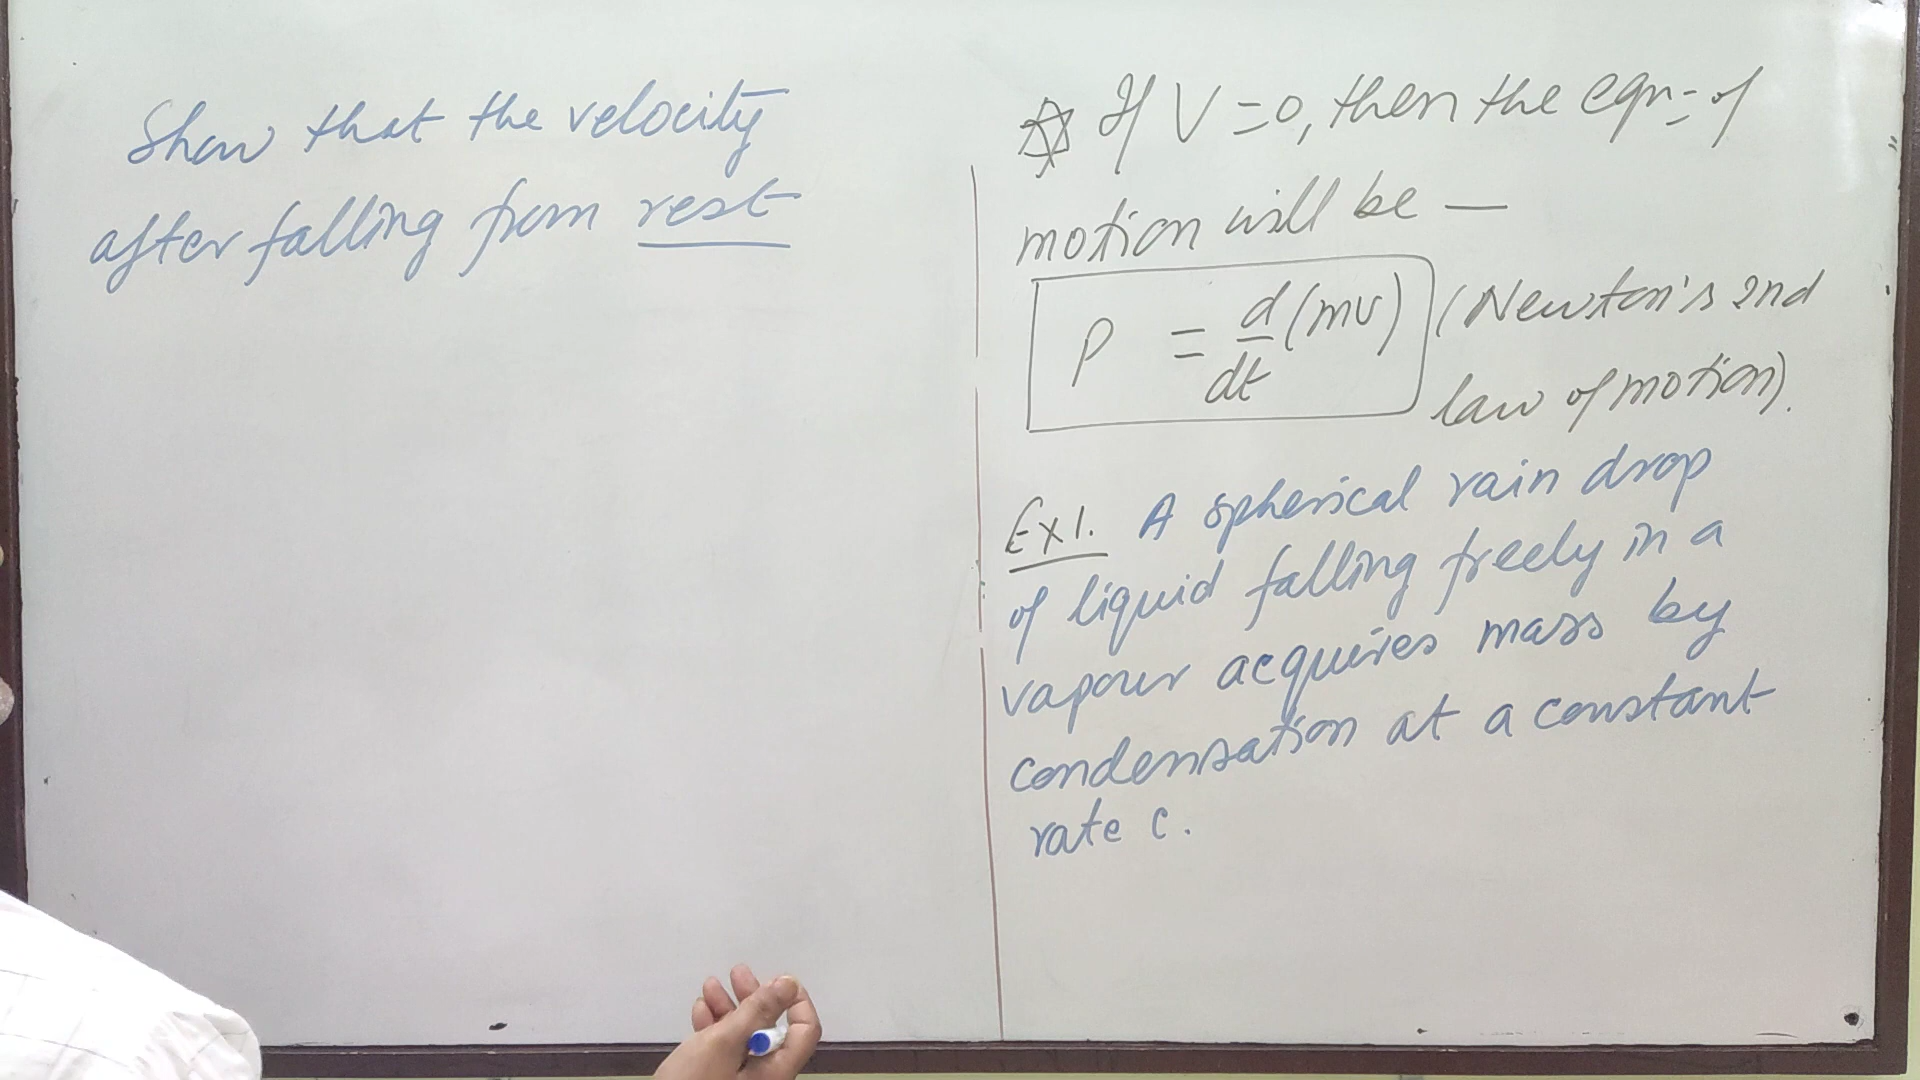 Show that the velocity
after falling from rest
If V=0, then the eqn= of
motion will be —
P = d/dt (mv) (Newton's 2nd
law of motion).
Ex1. A spherical rain drop
of liquid falling freely in a
vapour acquires mass by
condensation at a constant
rate c.